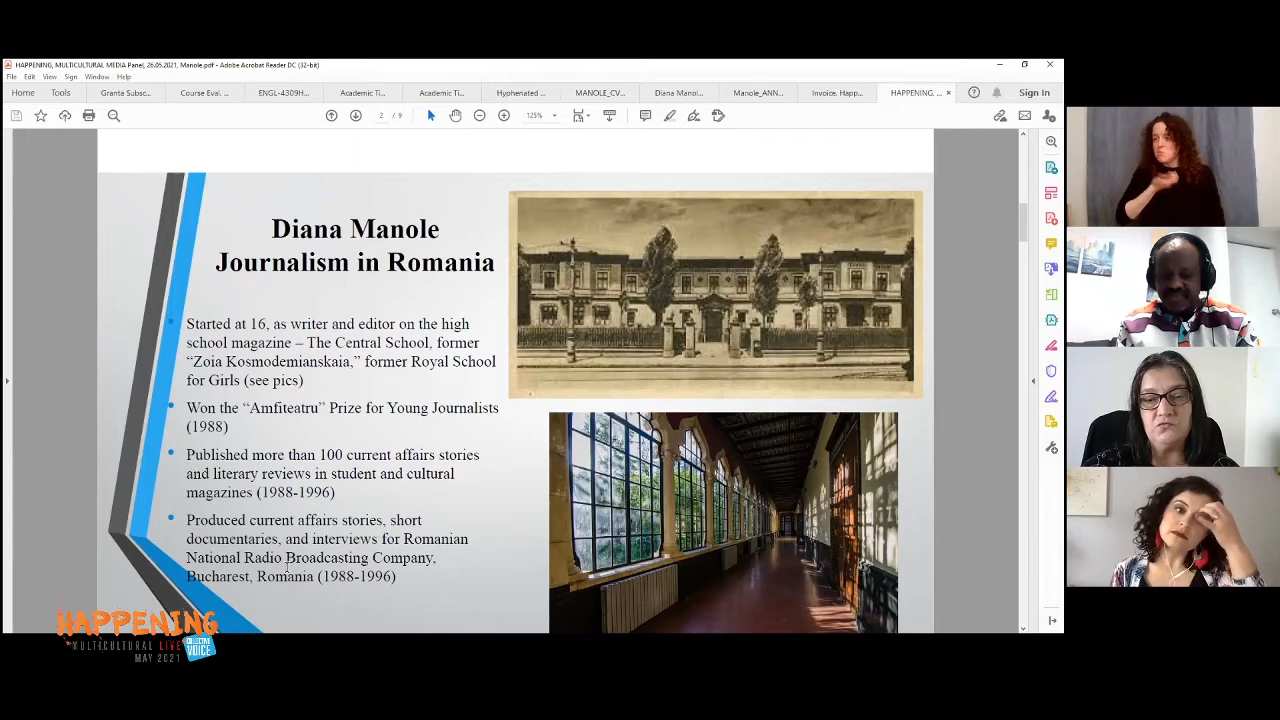 HAPPENING, MULTICULTURAL MEDIA Panel, 26.05.2021, Manole.pdf - Adobe Acrobat Reader DC (32-bit)
File Edit View Sign Window Help
Home Tools Granta Subsc... Course Eval. ... ENGL-4309H... Academic Ti... Academic Ti... Hyphenated ... MANOLE_CV... Diana Manol... Manole_ANN... Invoice. Happ... HAPPENING. ... Sign In
2 / 9 125%
Diana Manole
Journalism in Romania
Started at 16, as writer and editor on the high
school magazine – The Central School, former
“Zoia Kosmodemianskaia,” former Royal School
for Girls (see pics)
Won the “Amfiteatru” Prize for Young Journalists
(1988)
Published more than 100 current affairs stories
and literary reviews in student and cultural
magazines (1988-1996)
Produced current affairs stories, short
documentaries, and interviews for Romanian
National Radio Broadcasting Company,
Bucharest, Romania (1988-1996)
HAPPENING
*MULTICULTURAL LIVE
MAY 2021
COLLECTIVE
VOICE